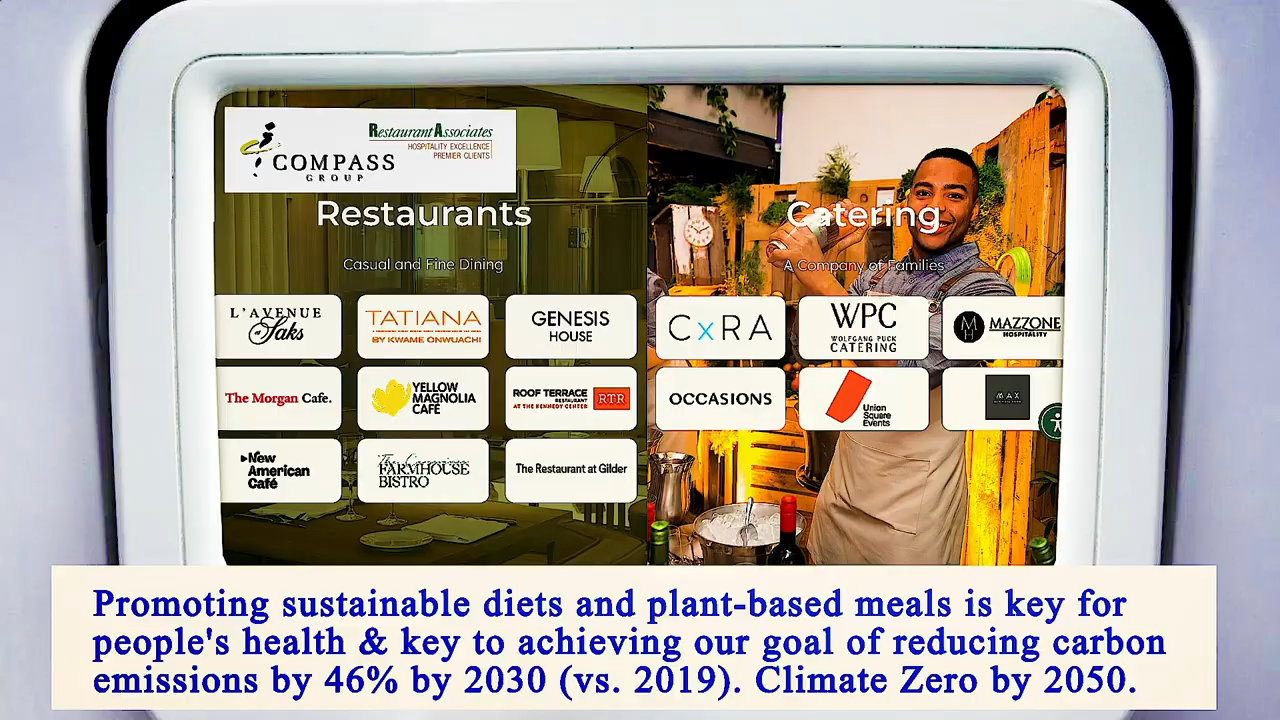 COMPASS
GROUP
Restaurant Associates
HOSPITALITY EXCELLENCE
PREMIER CLIENTS
Restaurants
Casual and Fine Dining
L'AVENUE
Saks
TATIANA
BY KWAME ONWUACHI
GENESIS
HOUSE
The Morgan Cafe.
YELLOW
MAGNOLIA
CAFÉ
ROOF TERRACE
RESTAURANT
AT THE KENNEDY CENTER
RTR
New
American
Café
FARMHOUSE
BISTRO
The Restaurant at Gilder
Catering
A Company of Families
CxRA
WPC
WOLFGANG PUCK
CATERING
MH
MAZZONE
HOSPITALITY
OCCASIONS
Union
Square
Events
MAX
Promoting sustainable diets and plant-based meals is key for
people's health & key to achieving our goal of reducing carbon
emissions by 46% by 2030 (vs. 2019). Climate Zero by 2050.